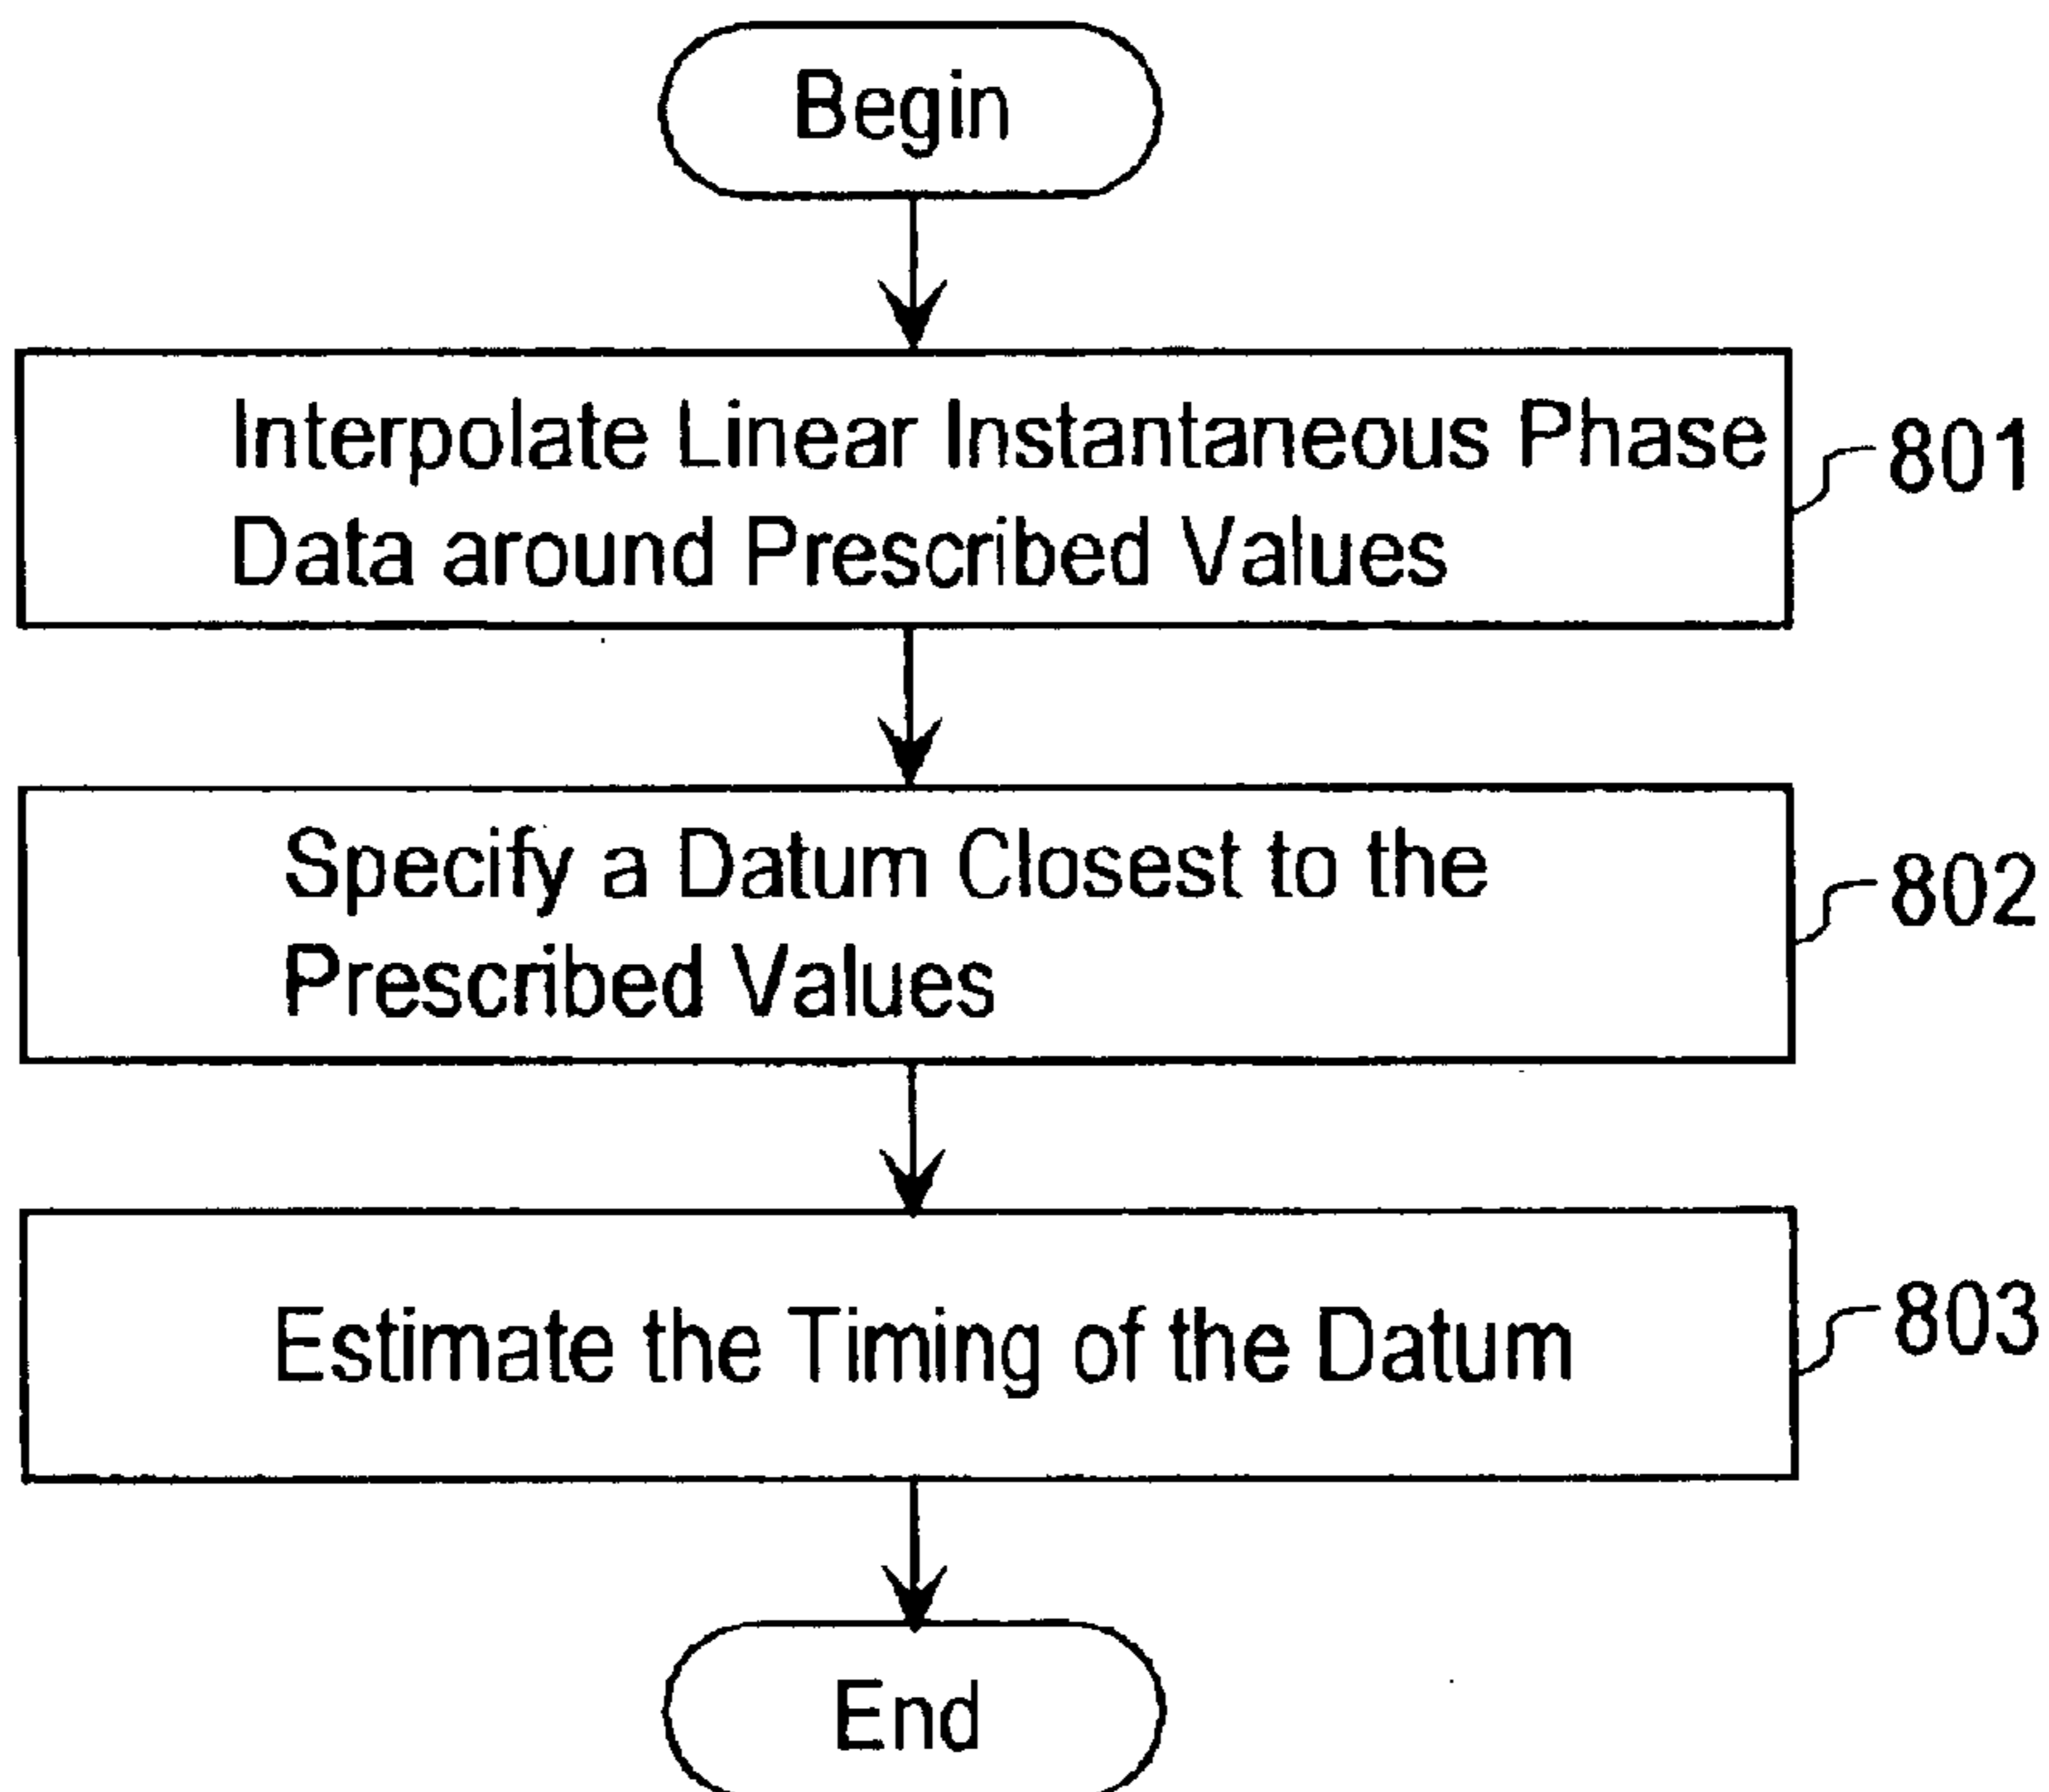 Begin
Interpolate Linear Instantaneous Phase
Data around Prescribed Values
801
Specify a Datum Closest to the
Prescribed Values
802
Estimate the Timing of the Datum
803
End